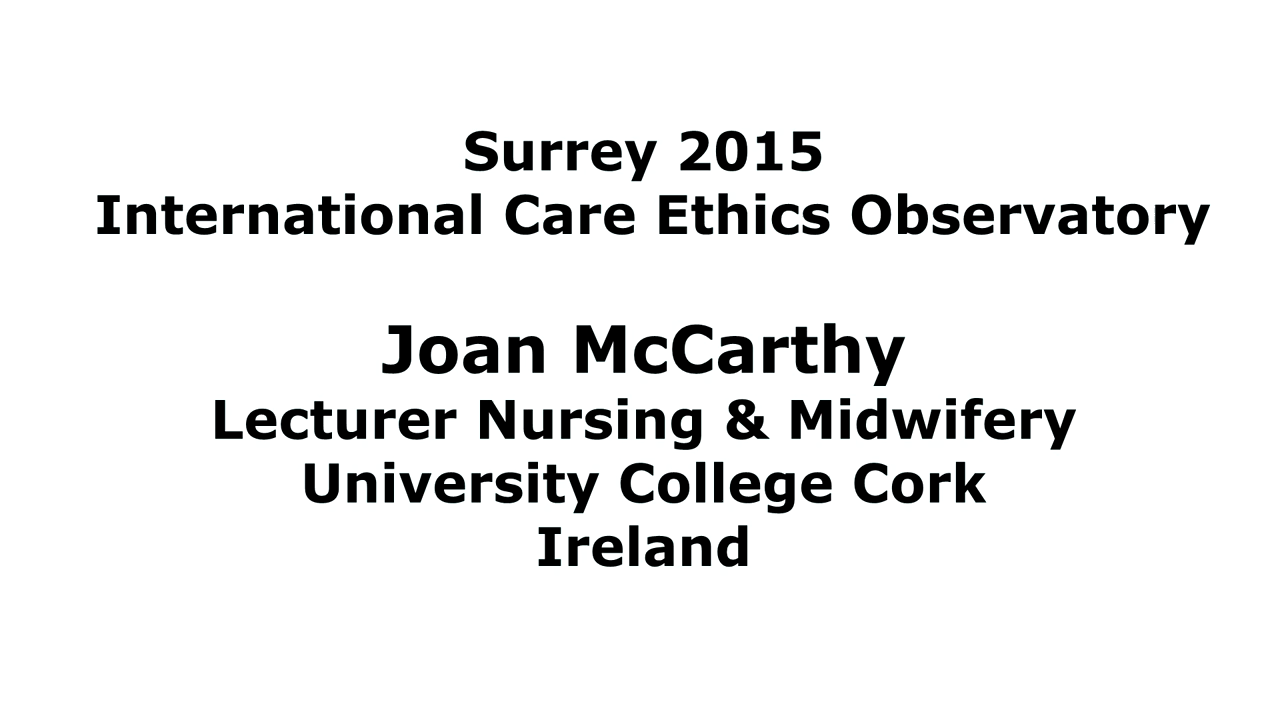 Surrey 2015
International Care Ethics Observatory
Joan McCarthy
Lecturer Nursing & Midwifery
University College Cork
Ireland